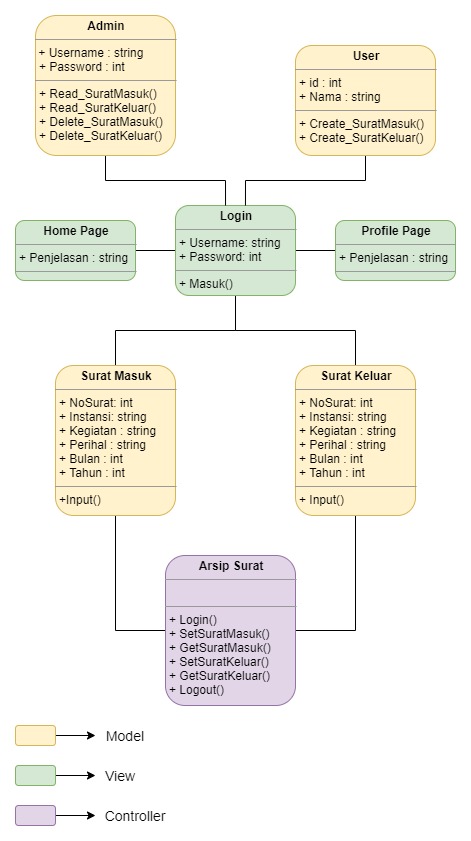 Admin
+ Username : string
+ Password : int
+ Read_SuratMasuk()
+ Read_SuratKeluar()
+ Delete_SuratMasuk()
+ Delete_SuratKeluar()
User
+ id : int
+ Nama : string
+ Create_SuratMasuk()
+ Create_SuratKeluar()
Home Page
+ Penjelasan : string
Login
+ Username: string
+ Password: int
+ Masuk()
Profile Page
+ Penjelasan : string
Surat Masuk
+ NoSurat: int
+ Instansi: string
+ Kegiatan : string
+ Perihal : string
+ Bulan : int
+ Tahun : int
+Input()
Surat Keluar
+ NoSurat: int
+ Instansi: string
+ Kegiatan : string
+ Perihal : string
+ Bulan : int
+ Tahun : int
+ Input()
Arsip Surat
+ Login()
+ SetSuratMasuk()
+ GetSuratMasuk()
+ SetSuratKeluar()
+ GetSuratKeluar()
+ Logout()
Model
View
Controller